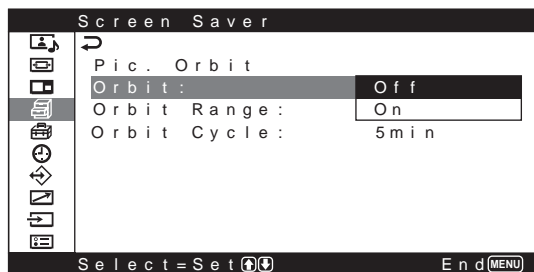 Screen Saver
Pic. Orbit
Orbit: Off
Orbit Range: On
Orbit Cycle: 5min
Select=Set End MENU